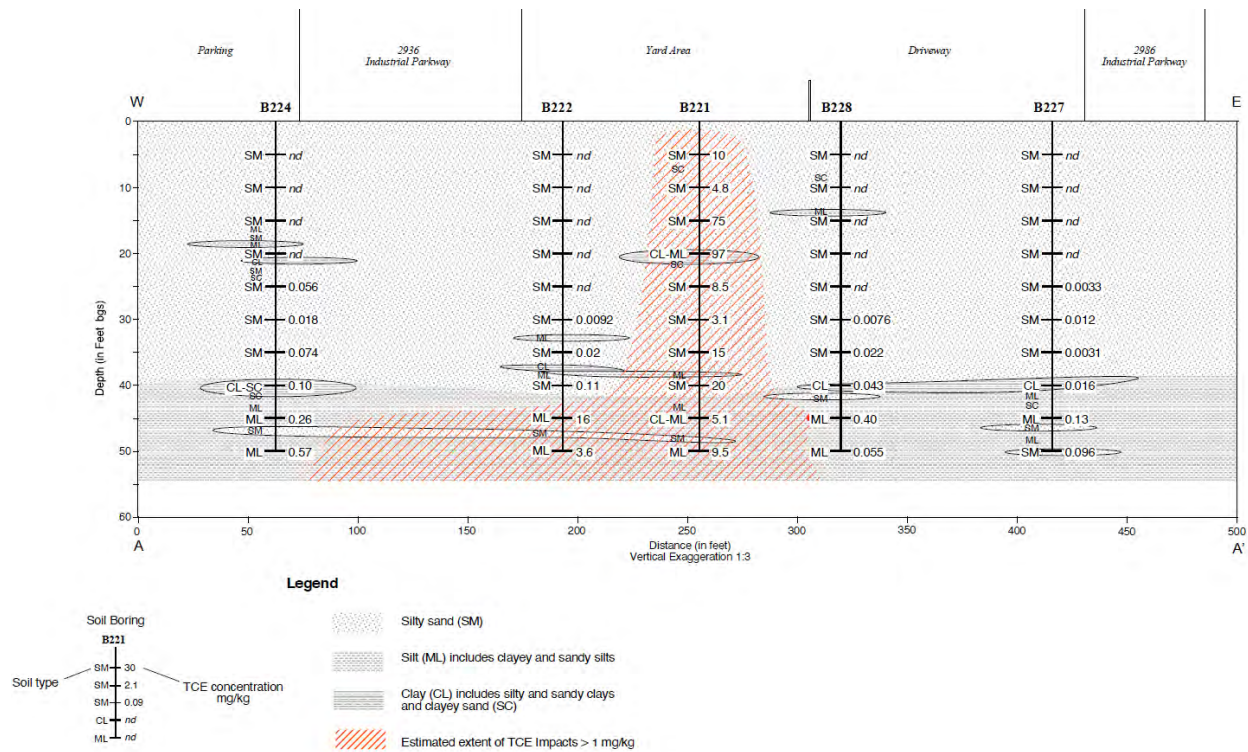 Parking
2936
Industrial Parkway
Yard Area
Driveway
2986
Industrial Parkway
W
B224
B222
B221
B228
B227
E
0
SM nd SM nd SM 10 SM nd SM nd
SC SC
10 SM nd SM nd SM 4.8 SM nd SM nd
ML
SM nd SM nd SM 75 SM nd SM nd
ML
SM
ML
20 SM nd SM nd CL-ML 97 SM nd SM nd
CL SC
SM
SC
SM 0.056 SM nd SM 8.5 SM nd SM 0.0033
30 SM 0.018 SM 0.0092 SM 3.1 SM 0.0076 SM 0.012
ML
SM 0.074 SM 0.02 SM 15 SM 0.022 SM 0.0031
CL
ML ML
40 CL-SC 0.10 SM 0.11 SM 20 CL 0.043 CL 0.016
SC SM ML
ML ML SC
ML 0.26 ML 16 CL-ML 5.1 ML 0.40 ML 0.13
SM SM
SM ML
50 ML 0.57 ML 3.6 ML 9.5 ML 0.055 SM 0.096
60
Depth (in Feet bgs)
0 50 100 150 200 250 300 350 400 450 500
A
Distance (in feet)
Vertical Exaggeration 1:3
A'
Legend
Soil Boring
B221
SM 30
SM 2.1
SM 0.09
CL nd
ML nd
Soil type
TCE concentration
mg/kg
Silty sand (SM)
Silt (ML) includes clayey and sandy silts
Clay (CL) includes silty and sandy clays
and clayey sand (SC)
Estimated extent of TCE Impacts > 1 mg/kg